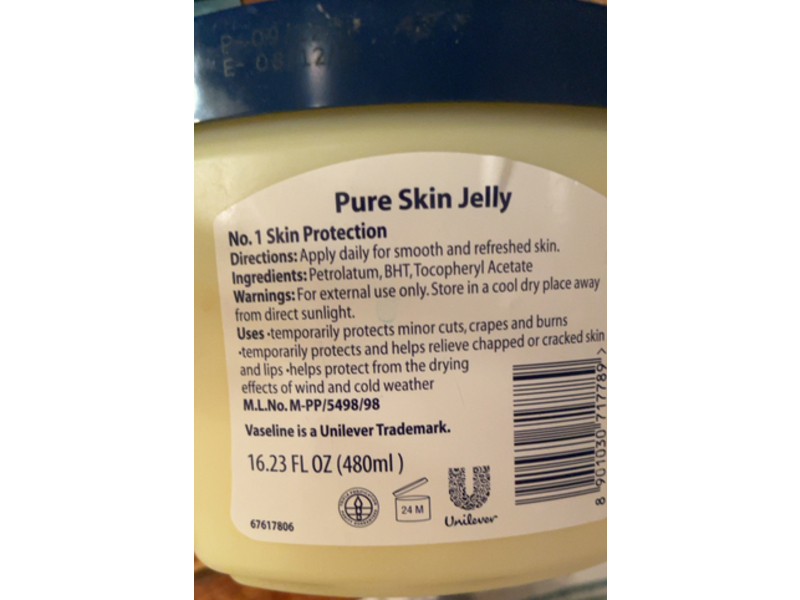 Pure Skin Jelly
No. 1 Skin Protection
Directions: Apply daily for smooth and refreshed skin.
Ingredients: Petrolatum, BHT, Tocopheryl Acetate
Warnings: For external use only. Store in a cool dry place away
from direct sunlight.
Uses •temporarily protects minor cuts, crapes and burns
•temporarily protects and helps relieve chapped or cracked skin
and lips •helps protect from the drying
effects of wind and cold weather
M.L.No. M-PP/5498/98
Vaseline is a Unilever Trademark.
16.23 FL OZ (480ml )
24 M
Unilever
67617806
8 901030 717789 >